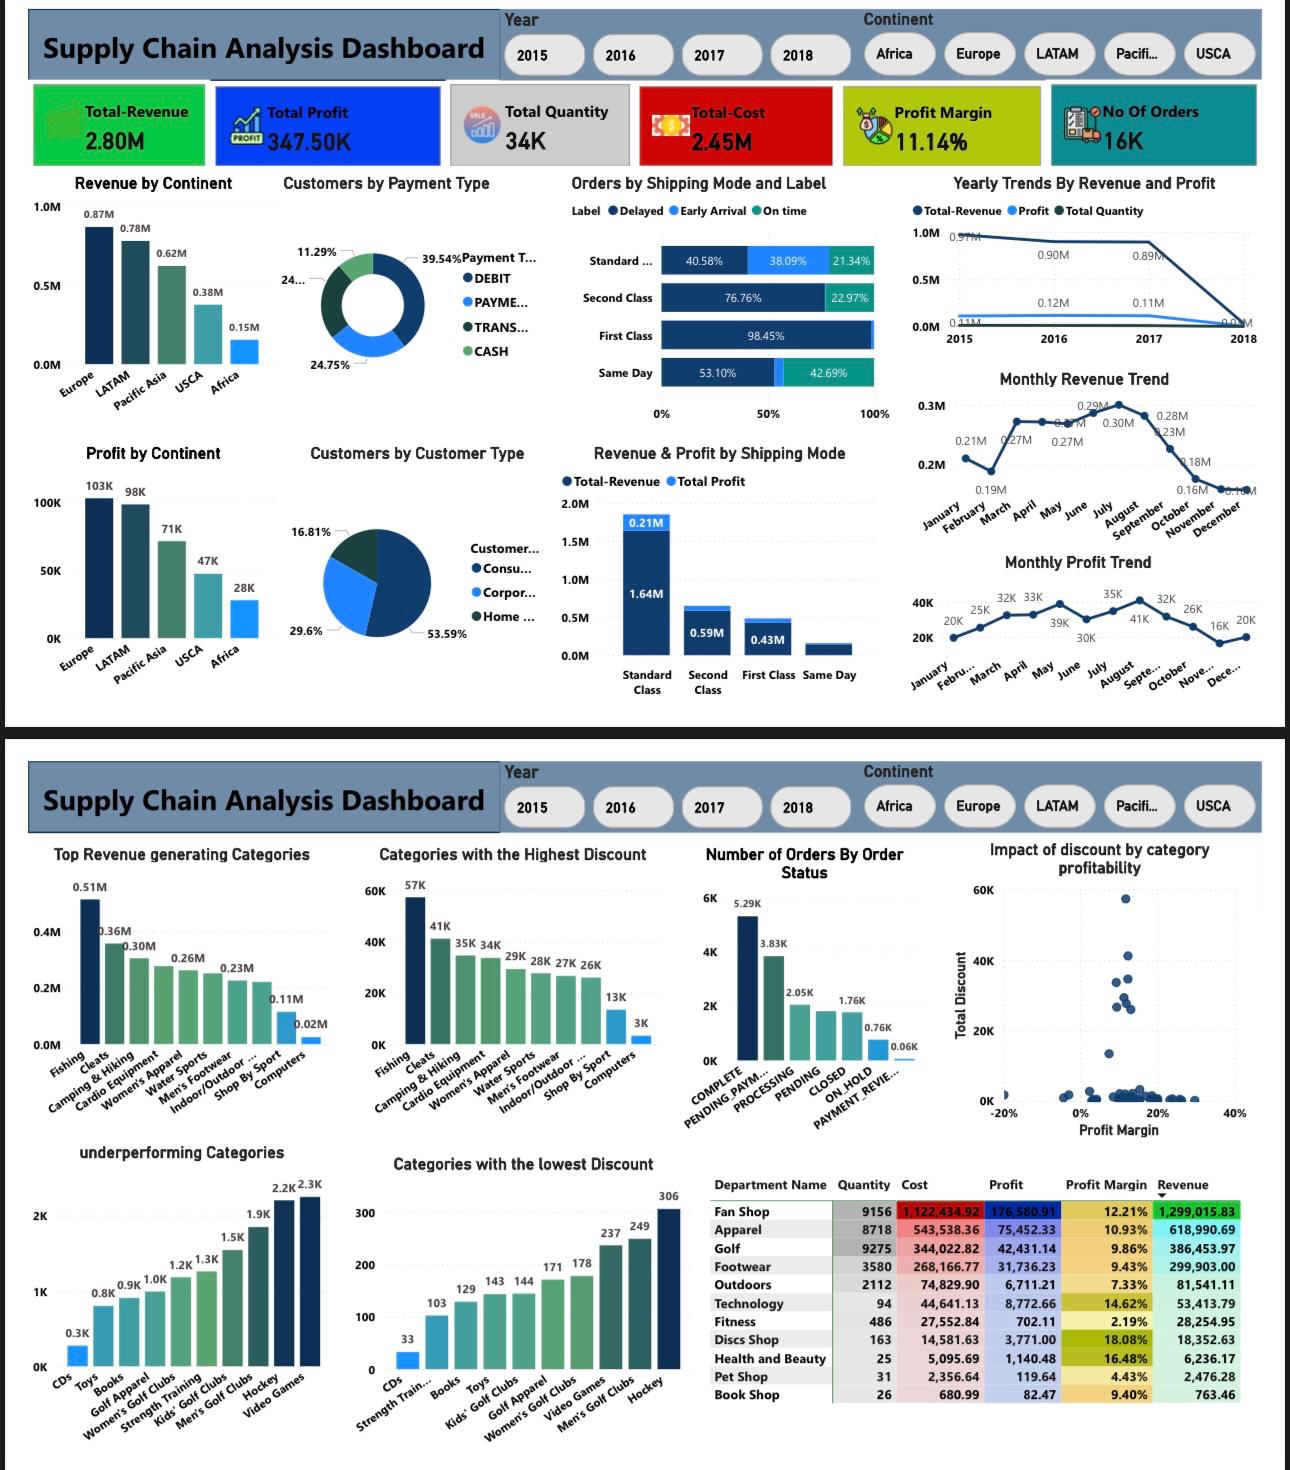 Supply Chain Analysis Dashboard
Year
2015 2016 2017 2018
Continent
Africa Europe LATAM Pacifi... USCA
Total-Revenue
2.80M
Total Profit
347.50K
Total Quantity
34K
Total-Cost
2.45M
Profit Margin
11.14%
No Of Orders
16K
PROFIT
SALE
Revenue by Continent
1.0M
0.5M
0.0M
0.87M
0.78M
0.62M
0.38M
0.15M
Europe
LATAM
Pacific Asia
USCA
Africa
Customers by Payment Type
11.29%
24...
39.54%
24.75%
Payment T...
DEBIT
PAYME...
TRANS...
CASH
Orders by Shipping Mode and Label
Label Delayed Early Arrival On time
Standard ... 40.58% 38.09% 21.34%
Second Class 76.76% 22.97%
First Class 98.45%
Same Day 53.10% 42.69%
0% 50% 100%
Yearly Trends By Revenue and Profit
Total-Revenue Profit Total Quantity
1.0M
0.5M
0.0M
0.97M
0.90M
0.89M
0.11M
0.12M
0.11M
2015 2016 2017 2018
Monthly Revenue Trend
0.3M
0.2M
0.21M
0.19M
0.27M
0.27M
0.29M
0.30M
0.28M
0.23M
0.18M
0.16M
January
February
March
April
May
June
July
August
September
October
November
December
Profit by Continent
100K
50K
0K
103K
98K
71K
47K
28K
Europe
LATAM
Pacific Asia
USCA
Africa
Customers by Customer Type
16.81%
29.6%
53.59%
Customer...
Consu...
Corpor...
Home ...
Revenue & Profit by Shipping Mode
Total-Revenue Total Profit
2.0M
1.5M
1.0M
0.5M
0.0M
0.21M
1.64M
0.59M
0.43M
Standard Class
Second Class
First Class
Same Day
Monthly Profit Trend
40K
20K
20K
25K
32K
33K
39K
30K
35K
41K
32K
26K
16K
20K
January
Febru...
March
April
May
June
July
August
Septe...
October
Nove...
Dece...
Supply Chain Analysis Dashboard
Year
2015 2016 2017 2018
Continent
Africa Europe LATAM Pacifi... USCA
Top Revenue generating Categories
0.4M
0.2M
0.0M
0.51M
0.36M
0.30M
0.26M
0.23M
0.11M
0.02M
Fishing
Cleats
Camping & Hiking
Cardio Equipment
Women's Apparel
Water Sports
Men's Footwear
Indoor/Outdoor ...
Shop By Sport
Computers
Categories with the Highest Discount
60K
40K
20K
0K
57K
41K
35K
34K
29K
28K
27K
26K
13K
3K
Fishing
Cleats
Camping & Hiking
Cardio Equipment
Women's Apparel
Water Sports
Men's Footwear
Indoor/Outdoor ...
Shop By Sport
Computers
Number of Orders By Order
Status
6K
4K
2K
0K
5.29K
3.83K
2.05K
1.76K
0.76K
0.06K
COMPLETE
PENDING_PAYM...
PROCESSING
PENDING
CLOSED
ON_HOLD
PAYMENT_REVIE...
Impact of discount by category
profitability
Total Discount
60K
40K
20K
0K
-20% 0% 20% 40%
Profit Margin
underperforming Categories
2K
1K
0K
0.3K
0.8K
0.9K
1.0K
1.2K
1.3K
1.5K
1.9K
2.2K
2.3K
CDs
Toys
Books
Golf Apparel
Women's Golf Clubs
Strength Training
Kids' Golf Clubs
Men's Golf Clubs
Hockey
Video Games
Categories with the lowest Discount
300
200
100
0
33
103
129
143
144
171
178
237
249
306
CDs
Strength Train...
Books
Toys
Kids' Golf Clubs
Golf Apparel
Women's Golf Clubs
Video Games
Men's Golf Clubs
Hockey
Department Name Quantity Cost Profit Profit Margin Revenue
Fan Shop 9156 1,122,434.92 176,580.91 12.21% 1,299,015.83
Apparel 8718 543,538.36 75,452.33 10.93% 618,990.69
Golf 9275 344,022.82 42,431.14 9.86% 386,453.97
Footwear 3580 268,166.77 31,736.23 9.43% 299,903.00
Outdoors 2112 74,829.90 6,711.21 7.33% 81,541.11
Technology 94 44,641.13 8,772.66 14.62% 53,413.79
Fitness 486 27,552.84 702.11 2.19% 28,254.95
Discs Shop 163 14,581.63 3,771.00 18.08% 18,352.63
Health and Beauty 25 5,095.69 1,140.48 16.48% 6,236.17
Pet Shop 31 2,356.64 119.64 4.43% 2,476.28
Book Shop 26 680.99 82.47 9.40% 763.46